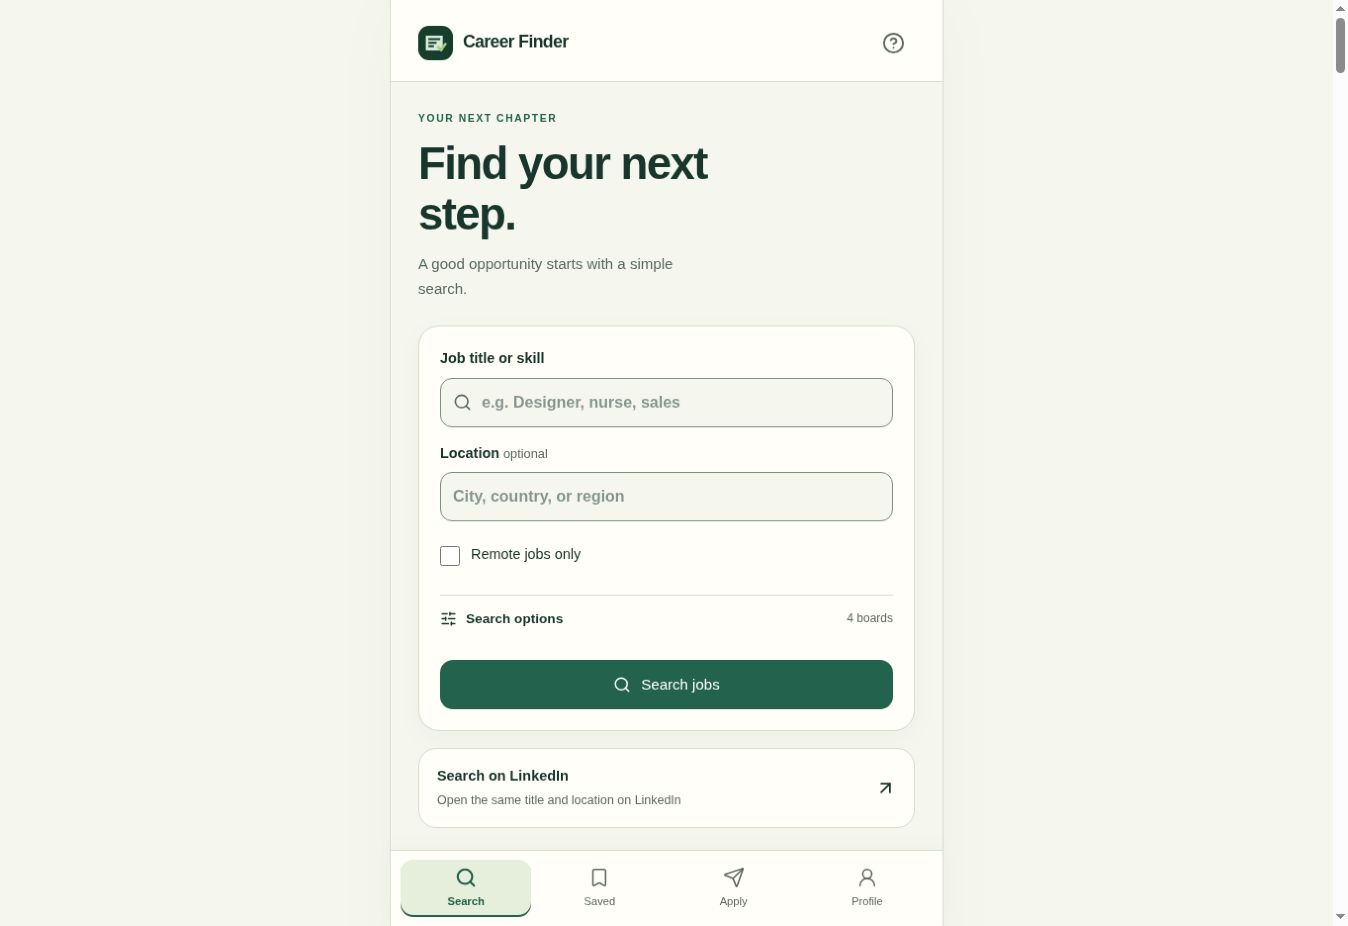 Career Finder
YOUR NEXT CHAPTER
Find your next
step.
A good opportunity starts with a simple
search.
Job title or skill
e.g. Designer, nurse, sales
Location optional
City, country, or region
Remote jobs only
Search options
4 boards
Search jobs
Search on LinkedIn
Open the same title and location on LinkedIn
Search
Saved
Apply
Profile